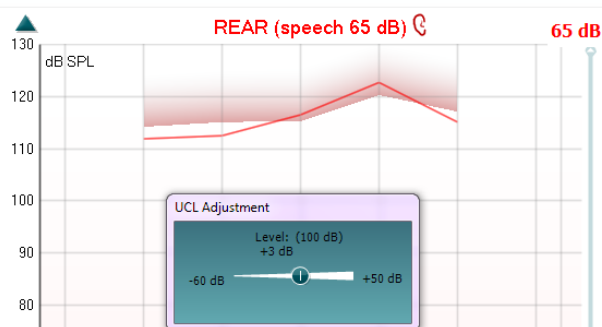 REAR (speech 65 dB)
65 dB
130
dB SPL
120
110
100
UCL Adjustment
Level: (100 dB)
+3 dB
90
-60 dB
+50 dB
80